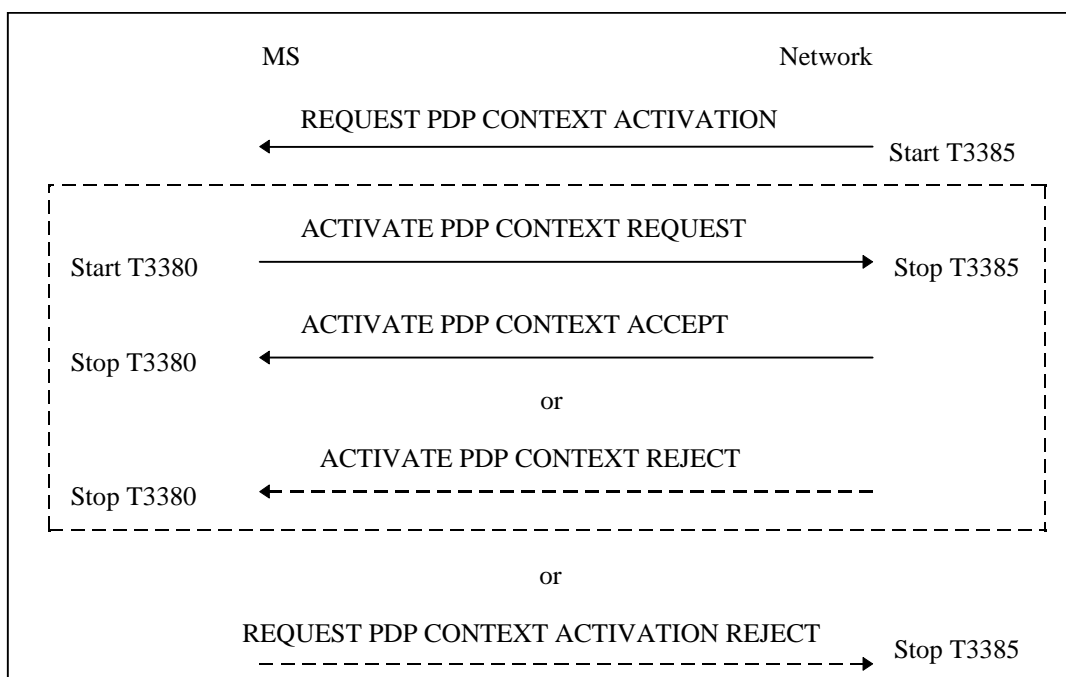 MS Network
REQUEST PDP CONTEXT ACTIVATION
Start T3385
ACTIVATE PDP CONTEXT REQUEST
Start T3380 Stop T3385
ACTIVATE PDP CONTEXT ACCEPT
Stop T3380
or
ACTIVATE PDP CONTEXT REJECT
Stop T3380
or
REQUEST PDP CONTEXT ACTIVATION REJECT
Stop T3385